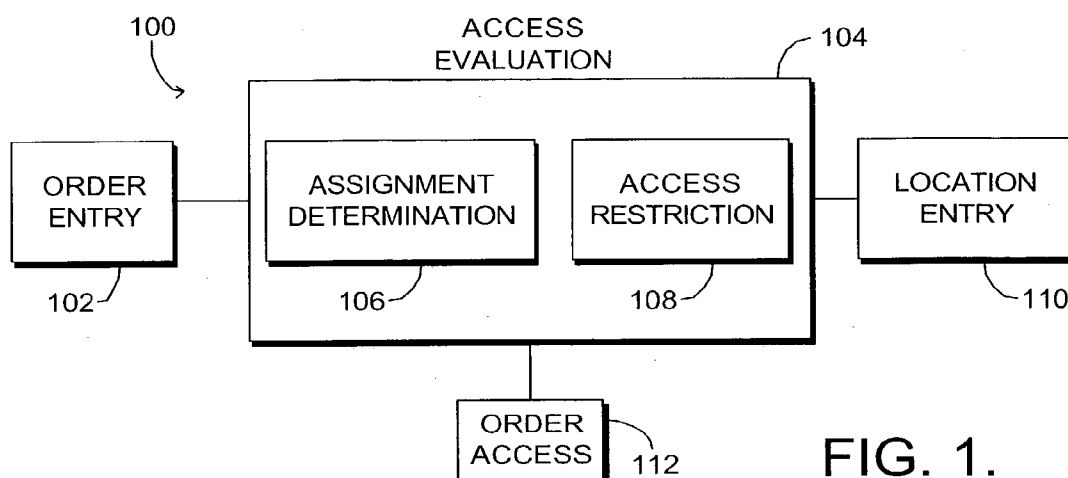 100
ACCESS
EVALUATION
104
ORDER
ENTRY
102
ASSIGNMENT
DETERMINATION
106
ACCESS
RESTRICTION
108
LOCATION
ENTRY
110
ORDER
ACCESS
112
FIG. 1.